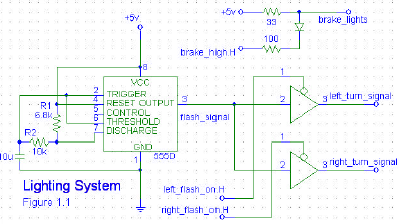 +5v
+5v
33
brake_lights
100
brake_high.H
8
VCC
2 TRIGGER
4 RESET OUTPUT 3
5 CONTROL
6 THRESHOLD
7 DISCHARGE
GND
1
555D
R1
6.8k
R2
10k
10u
flash_signal
1
2
3
left_turn_signal
1
2
3
right_turn_signal
left_flash_on.H
right_flash_on.H
Lighting System
Figure 1.1